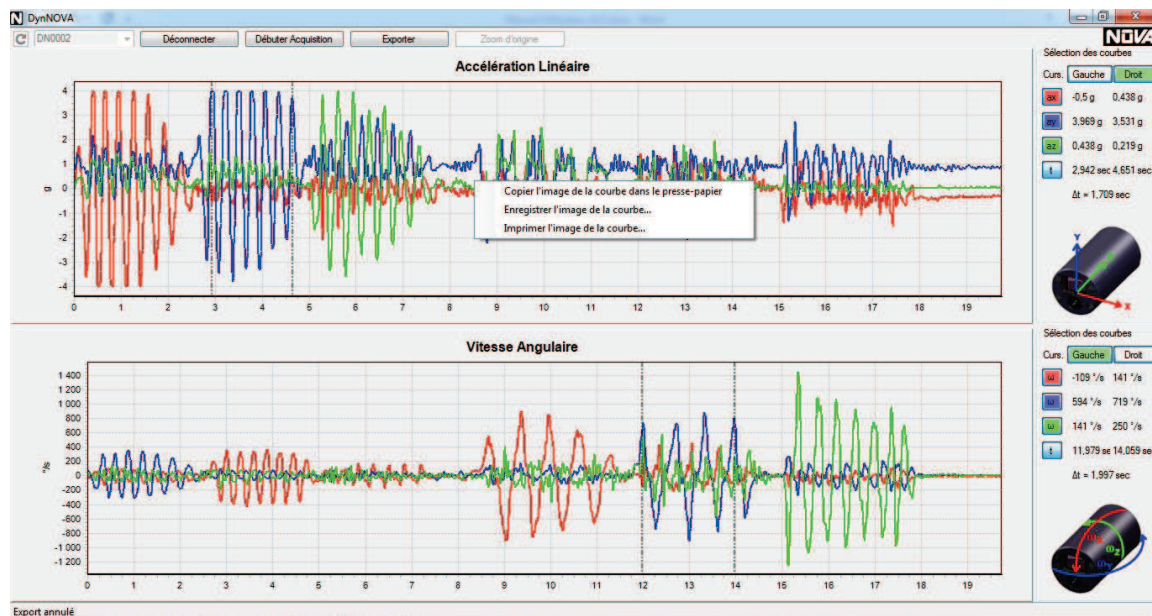 DynNOVA
DN0002 Déconnecter Débuter Acquisition Exporter Zoom d'origine
NOVA
Accélération Linéaire
Sélection des courbes
Curs. Gauche Droit
ax -0,5 g 0,438 g
ay 3,969 g 3,531 g
az 0,438 g 0,219 g
t 2,942 sec 4,651 sec
Δt = 1,709 sec
4
3
2
1
0
-1
-2
-3
-4
g
Copier l'image de la courbe dans le presse-papier
Enregistrer l'image de la courbe...
Imprimer l'image de la courbe...
0 1 2 3 4 5 6 7 8 9 10 11 12 13 14 15 16 17 18 19
Y
X
Vitesse Angulaire
Sélection des courbes
Curs. Gauche Droit
ω -109 °/s 141 °/s
ω 594 °/s 719 °/s
ω 141 °/s 250 °/s
t 11,979 se 14,059 se
Δt = 1,997 sec
1 400
1 200
1 000
800
600
400
200
0
-200
-400
-600
-800
-1 000
-1 200
°/s
0 1 2 3 4 5 6 7 8 9 10 11 12 13 14 15 16 17 18 19
ωx
ωz
ωy
Export annulé